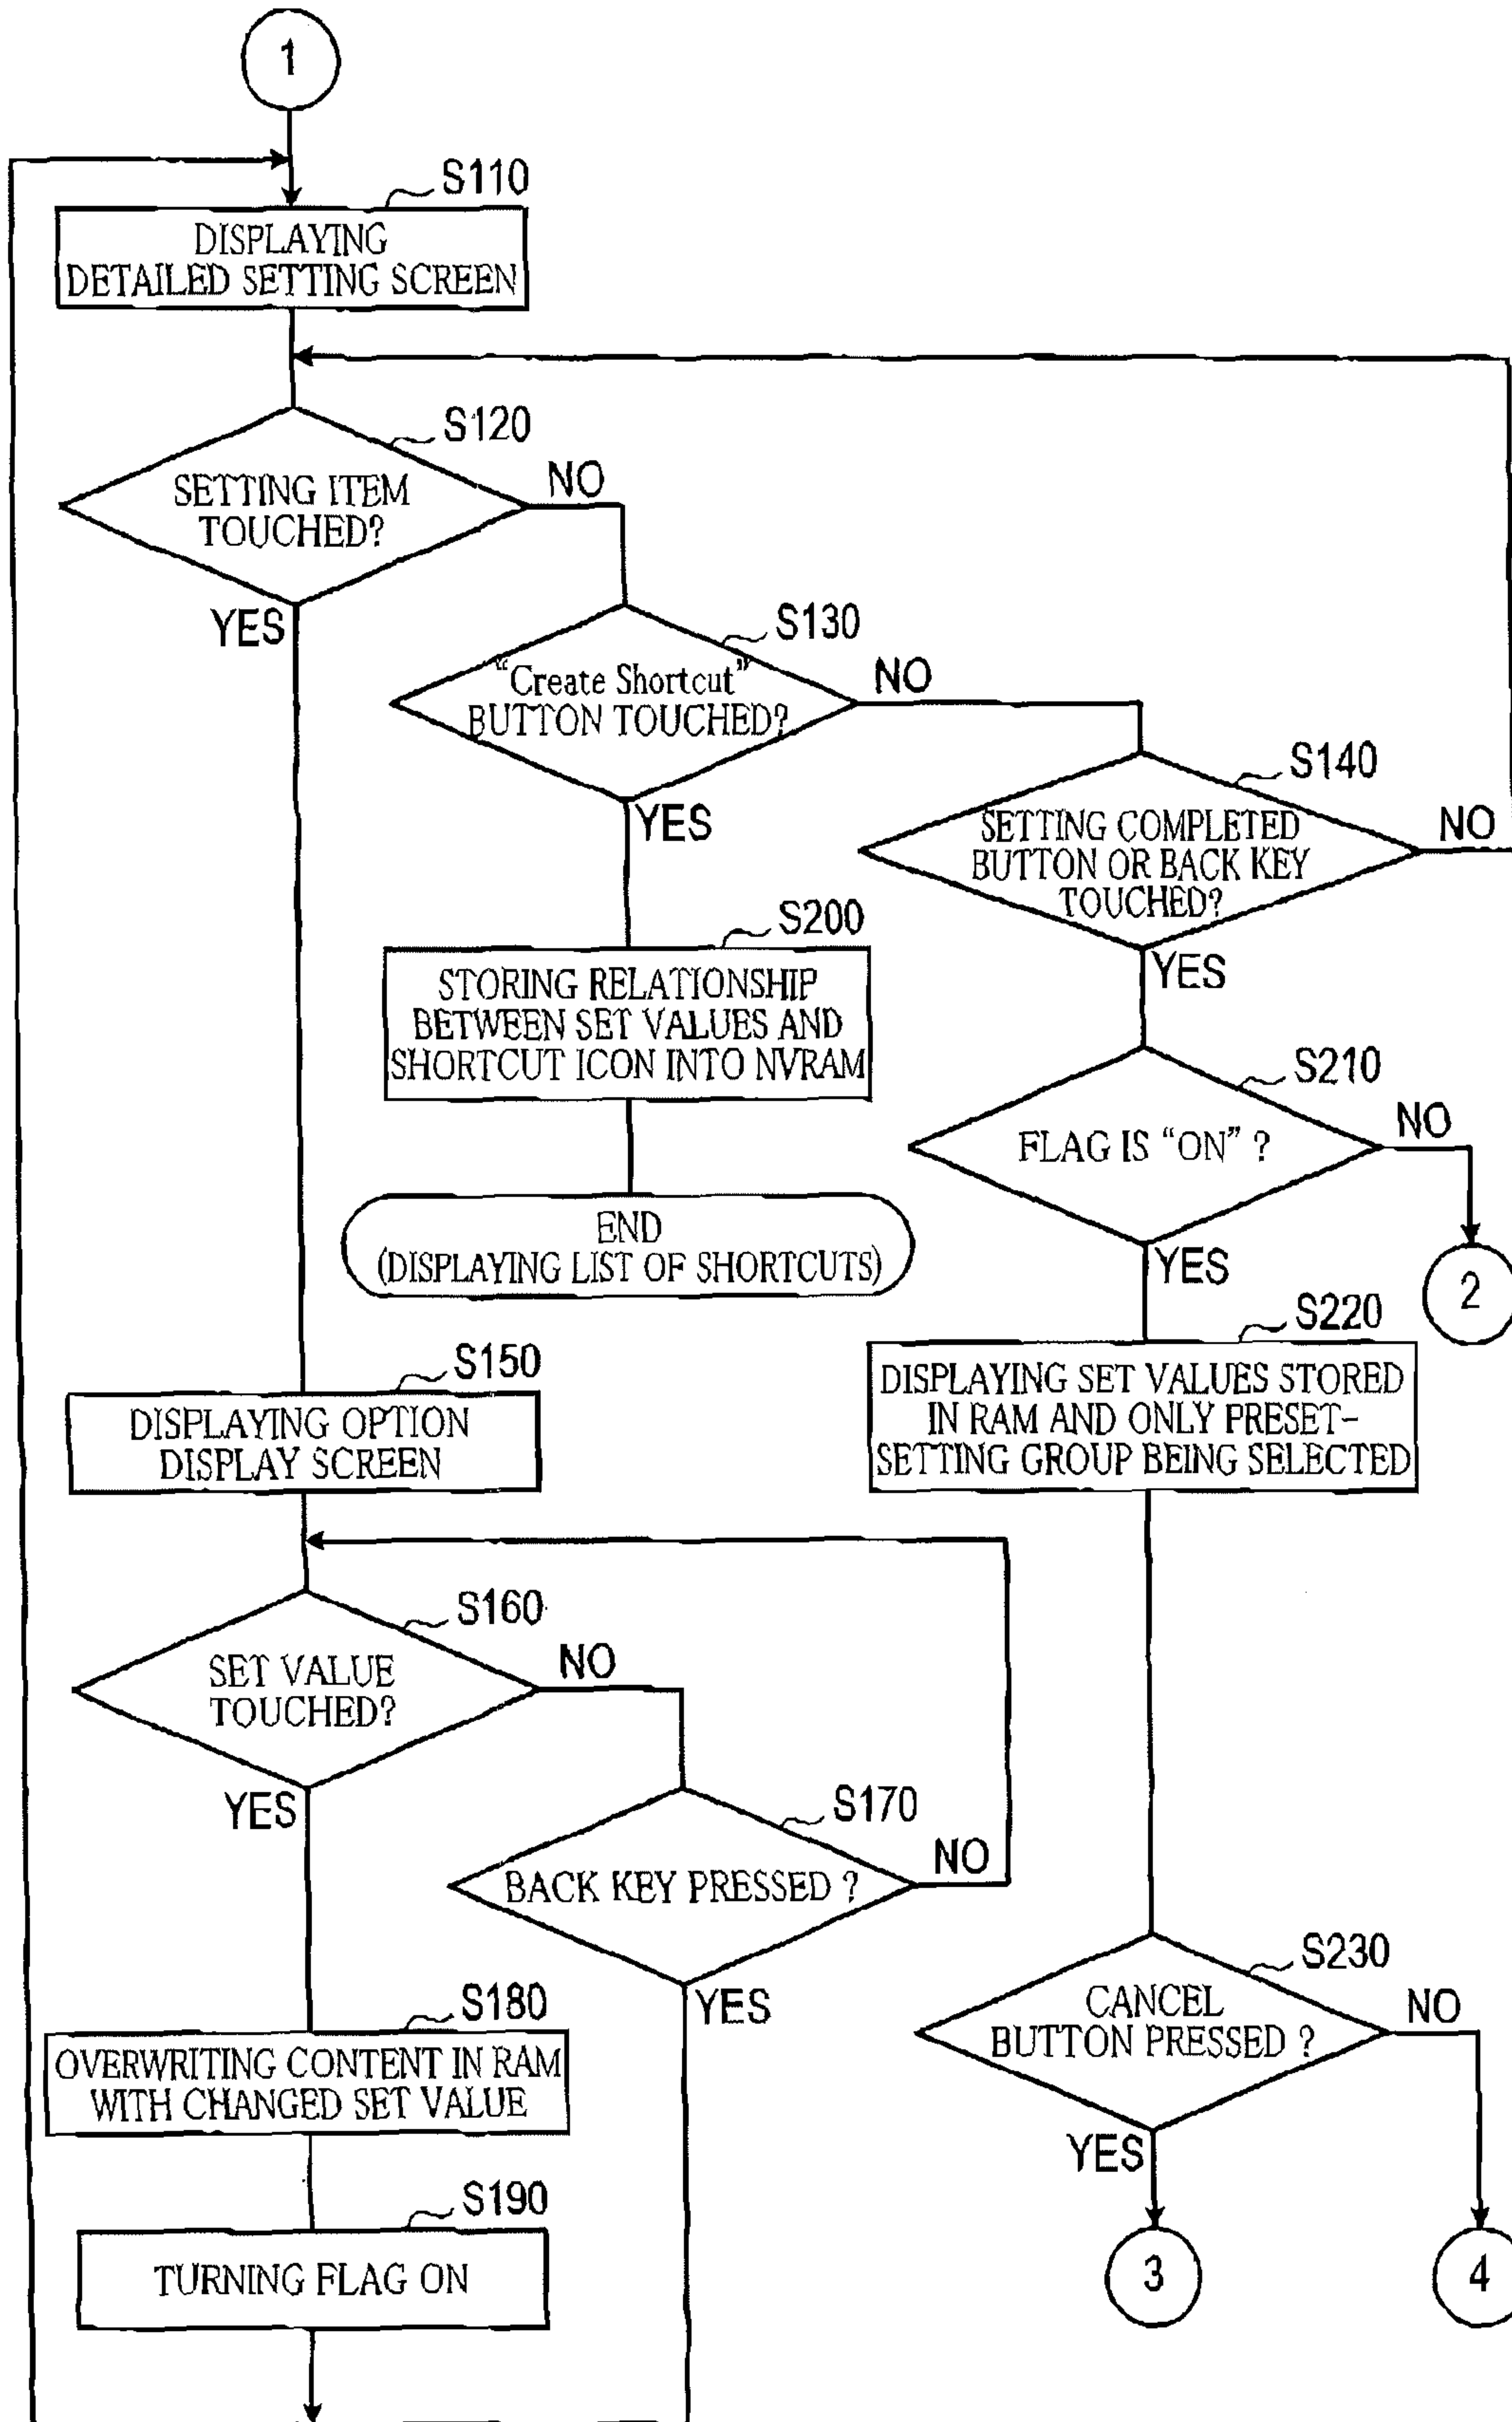 1
S110
DISPLAYING
DETAILED SETTING SCREEN
S120
SETTING ITEM
TOUCHED?
NO
YES
S130
"Create Shortcut"
BUTTON TOUCHED?
NO
YES
S140
SETTING COMPLETED
BUTTON OR BACK KEY
TOUCHED?
NO
YES
S200
STORING RELATIONSHIP
BETWEEN SET VALUES AND
SHORTCUT ICON INTO NVRAM
END
(DISPLAYING LIST OF SHORTCUTS)
S210
FLAG IS "ON" ?
NO
2
YES
S220
DISPLAYING SET VALUES STORED
IN RAM AND ONLY PRESET-
SETTING GROUP BEING SELECTED
S150
DISPLAYING OPTION
DISPLAY SCREEN
S160
SET VALUE
TOUCHED?
NO
YES
S170
BACK KEY PRESSED ?
NO
YES
S180
OVERWRITING CONTENT IN RAM
WITH CHANGED SET VALUE
S190
TURNING FLAG ON
S230
CANCEL
BUTTON PRESSED ?
NO
YES
3
4